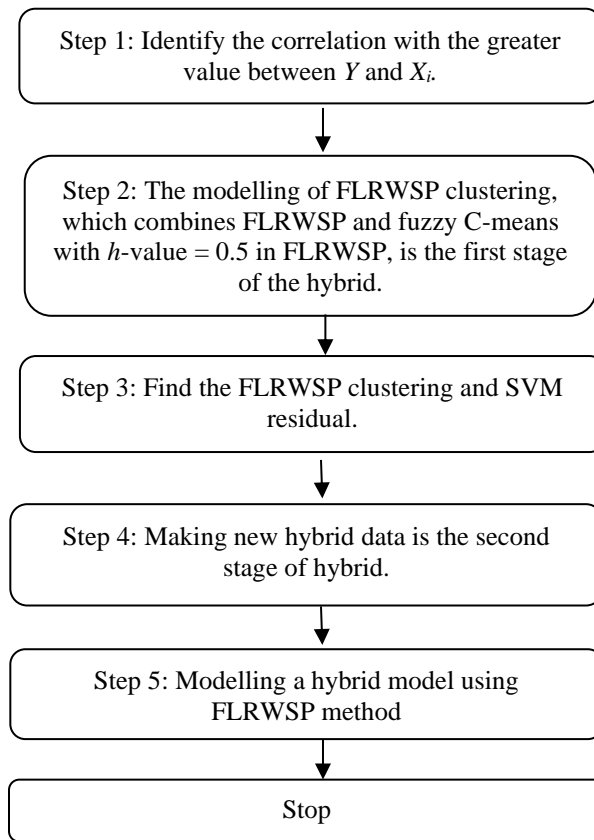 Step 1: Identify the correlation with the greater
value between Y and Xi.
Step 2: The modelling of FLRWSP clustering,
which combines FLRWSP and fuzzy C-means
with h-value = 0.5 in FLRWSP, is the first stage
of the hybrid.
Step 3: Find the FLRWSP clustering and SVM
residual.
Step 4: Making new hybrid data is the second
stage of hybrid.
Step 5: Modelling a hybrid model using
FLRWSP method
Stop